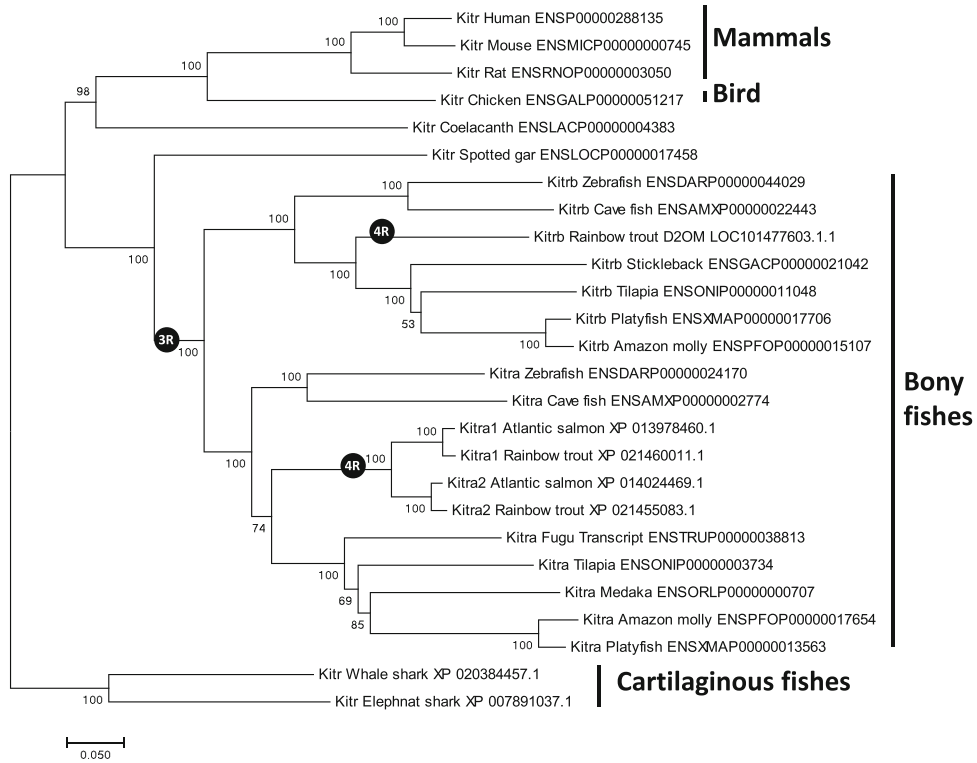 100
Kitr Human ENSP00000288135
Kitr Mouse ENSMICP00000000745
Mammals
100
100
Kitr Rat ENSRNOP00000003050
98
Kitr Chicken ENSGALP00000051217
Bird
Kitr Coelacanth ENSLACP00000004383
Kitr Spotted gar ENSLOCP00000017458
100
Kitrb Zebrafish ENSDARP00000044029
Kitrb Cave fish ENSAMXP00000022443
100
4R
Kitrb Rainbow trout D2OM LOC101477603.1.1
100
100
Kitrb Stickleback ENSGACP00000021042
100
Kitrb Tilapia ENSONIP00000011048
53
Kitrb Platyfish ENSXMAP00000017706
3R
100
100
Kitrb Amazon molly ENSPFOP00000015107
100
Kitra Zebrafish ENSDARP00000024170
Kitra Cave fish ENSAMXP00000002774
Bony
fishes
100
Kitra1 Atlantic salmon XP 013978460.1
100
4R
100
Kitra1 Rainbow trout XP 021460011.1
Kitra2 Atlantic salmon XP 014024469.1
100
Kitra2 Rainbow trout XP 021455083.1
74
Kitra Fugu Transcript ENSTRUP00000038813
100
Kitra Tilapia ENSONIP00000003734
69
Kitra Medaka ENSORLP00000000707
85
Kitra Amazon molly ENSPFOP00000017654
100
Kitra Platyfish ENSXMAP00000013563
Kitr Whale shark XP 020384457.1
Cartilaginous fishes
100
Kitr Elephnat shark XP 007891037.1
0.050